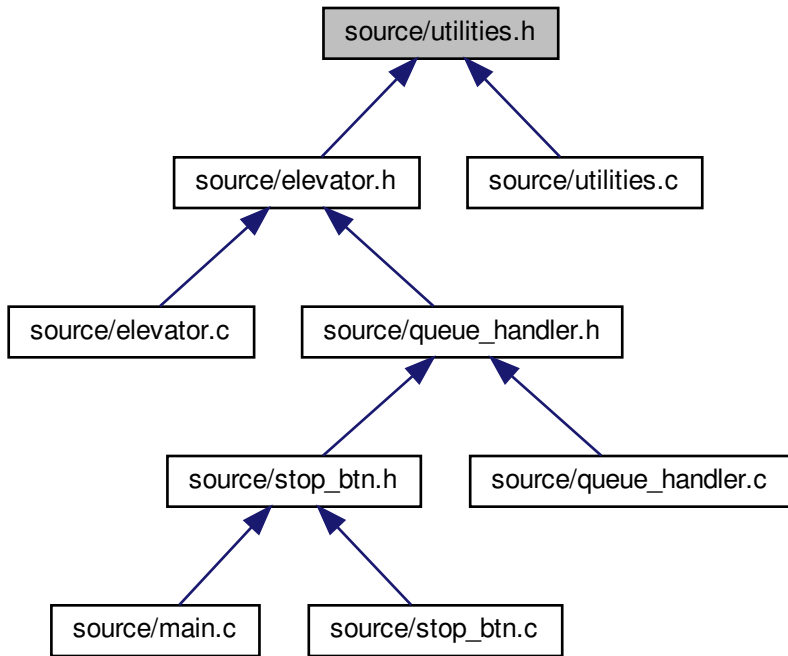 source/utilities.h
source/elevator.h
source/utilities.c
source/elevator.c
source/queue_handler.h
source/stop_btn.h
source/queue_handler.c
source/main.c
source/stop_btn.c